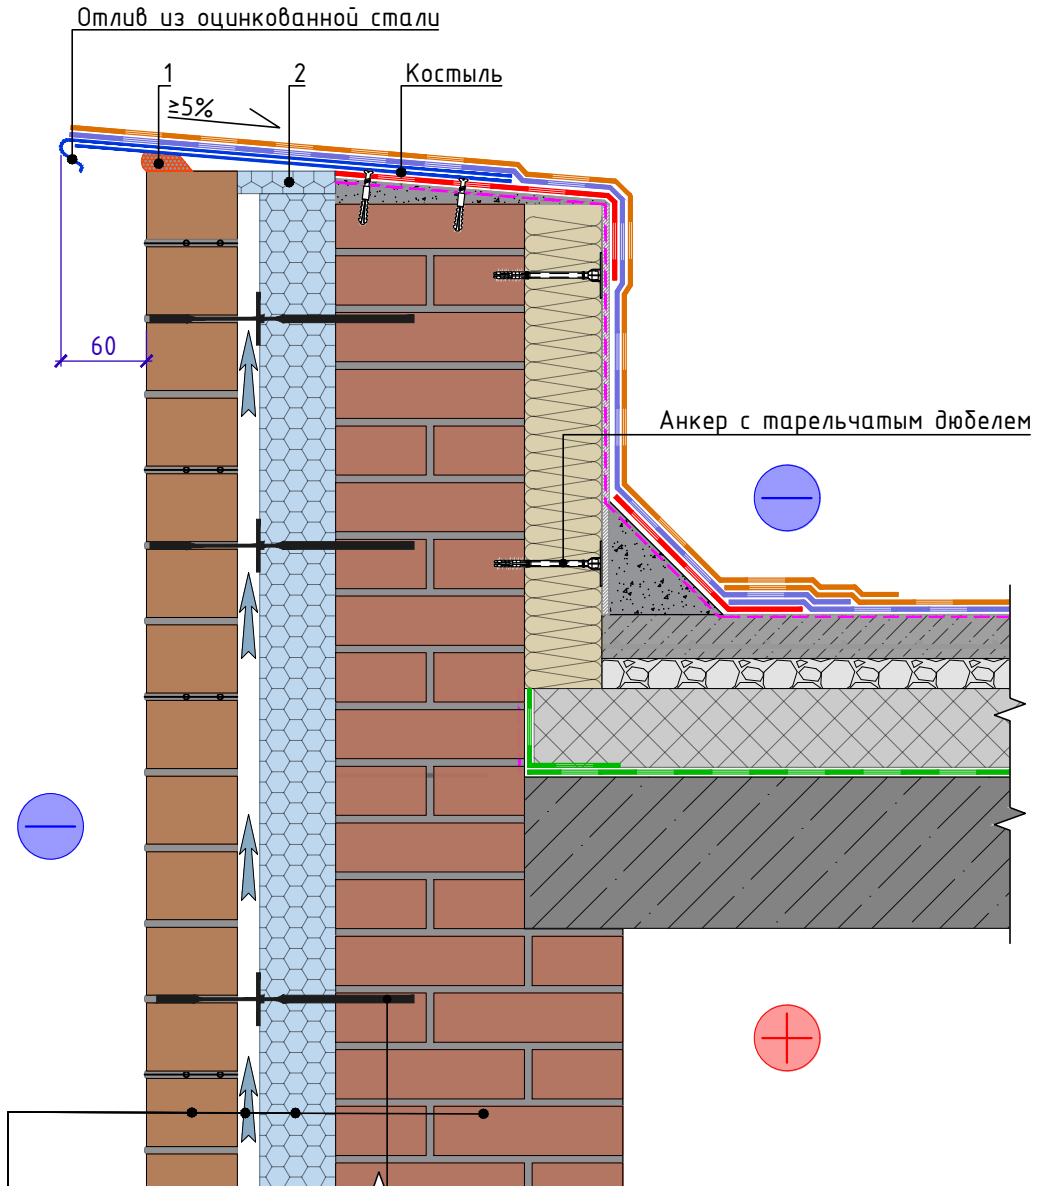 Отлив из оцинкованной стали
1
2
Костыль
≥5%
60
Анкер с тарельчатым дюбелем